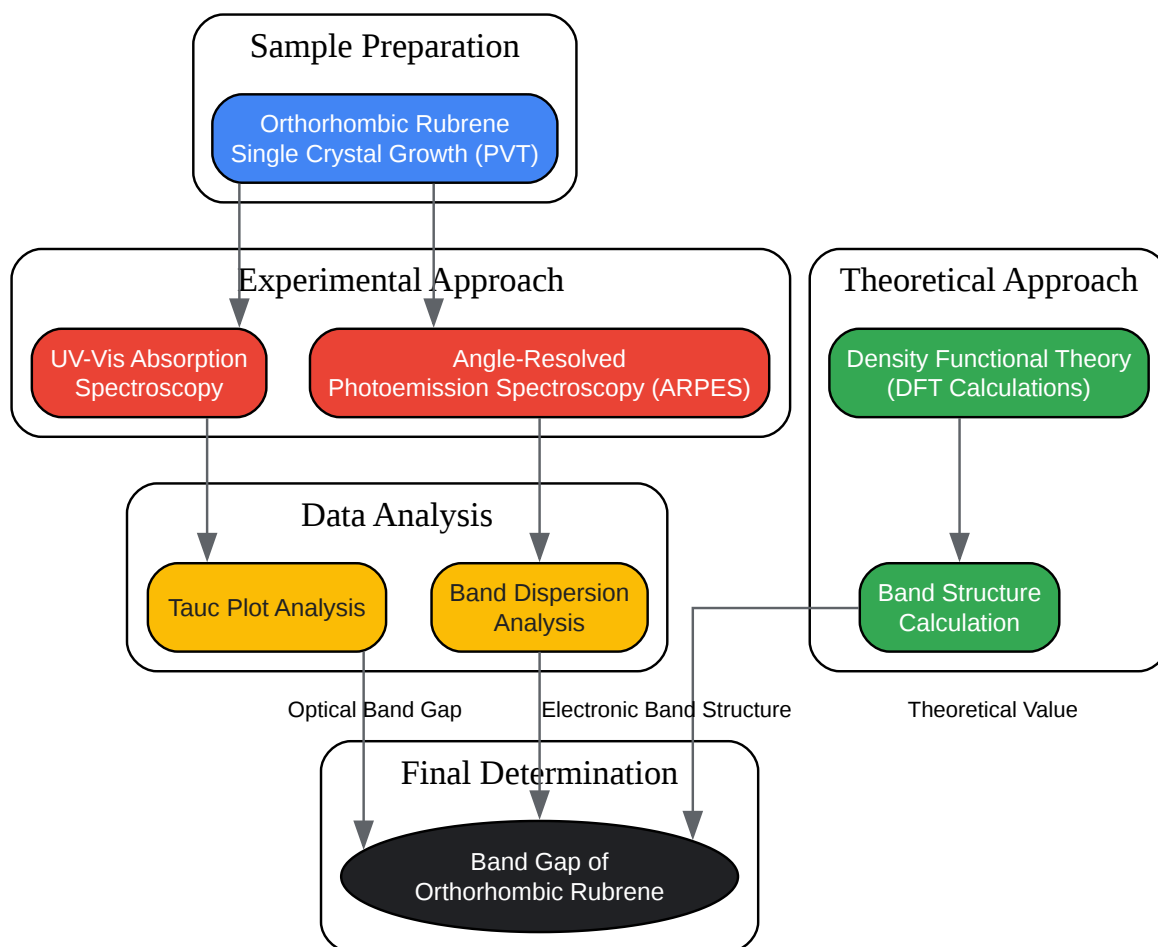 Sample Preparation
Orthorhombic Rubrene
Single Crystal Growth (PVT)
Experimental Approach
Theoretical Approach
UV-Vis Absorption
Spectroscopy
Angle-Resolved
Photoemission Spectroscopy (ARPES)
Density Functional Theory
(DFT Calculations)
Data Analysis
Tauc Plot Analysis
Band Dispersion
Analysis
Band Structure
Calculation
Optical Band Gap
Electronic Band Structure
Theoretical Value
Final Determination
Band Gap of
Orthorhombic Rubrene